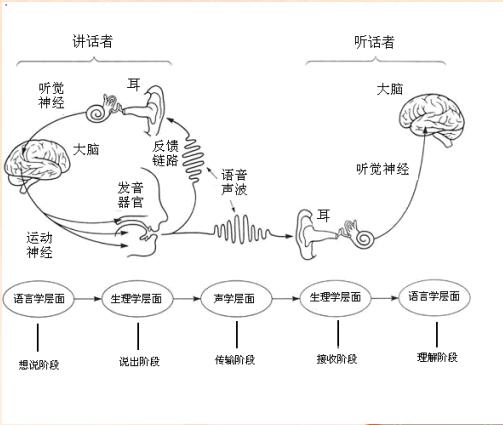 讲话者
听话者
听觉
神经
耳
大脑
反馈
链路
大脑
发音
器官
语音
声波
听觉神经
耳
运动
神经
语言学层面
生理学层面
声学层面
生理学层面
语言学层面
想说阶段
说出阶段
传输阶段
接收阶段
理解阶段